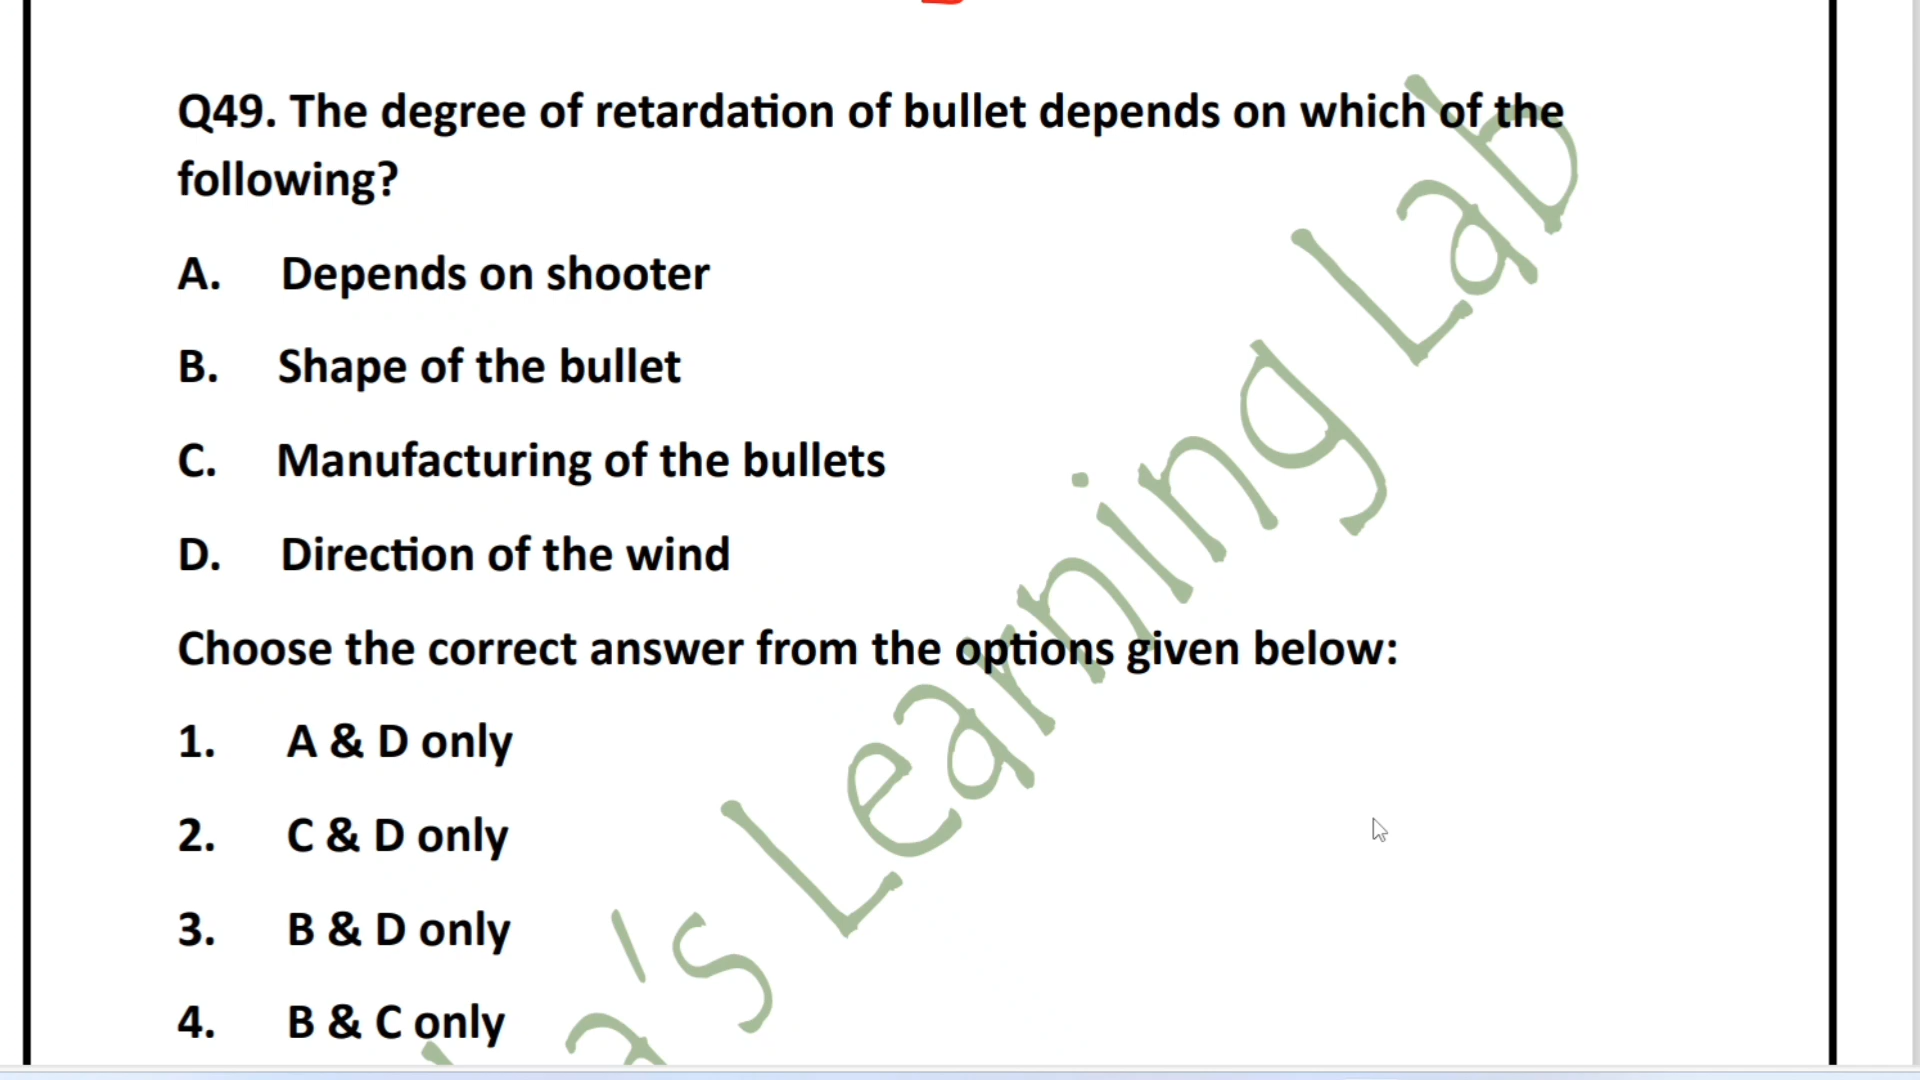 Q49. The degree of retardation of bullet depends on which of the
following?
A. Depends on shooter
B. Shape of the bullet
C. Manufacturing of the bullets
D. Direction of the wind
Choose the correct answer from the options given below:
1. A & D only
2. C & D only
3. B & D only
4. B & C only
a's Learning Lab